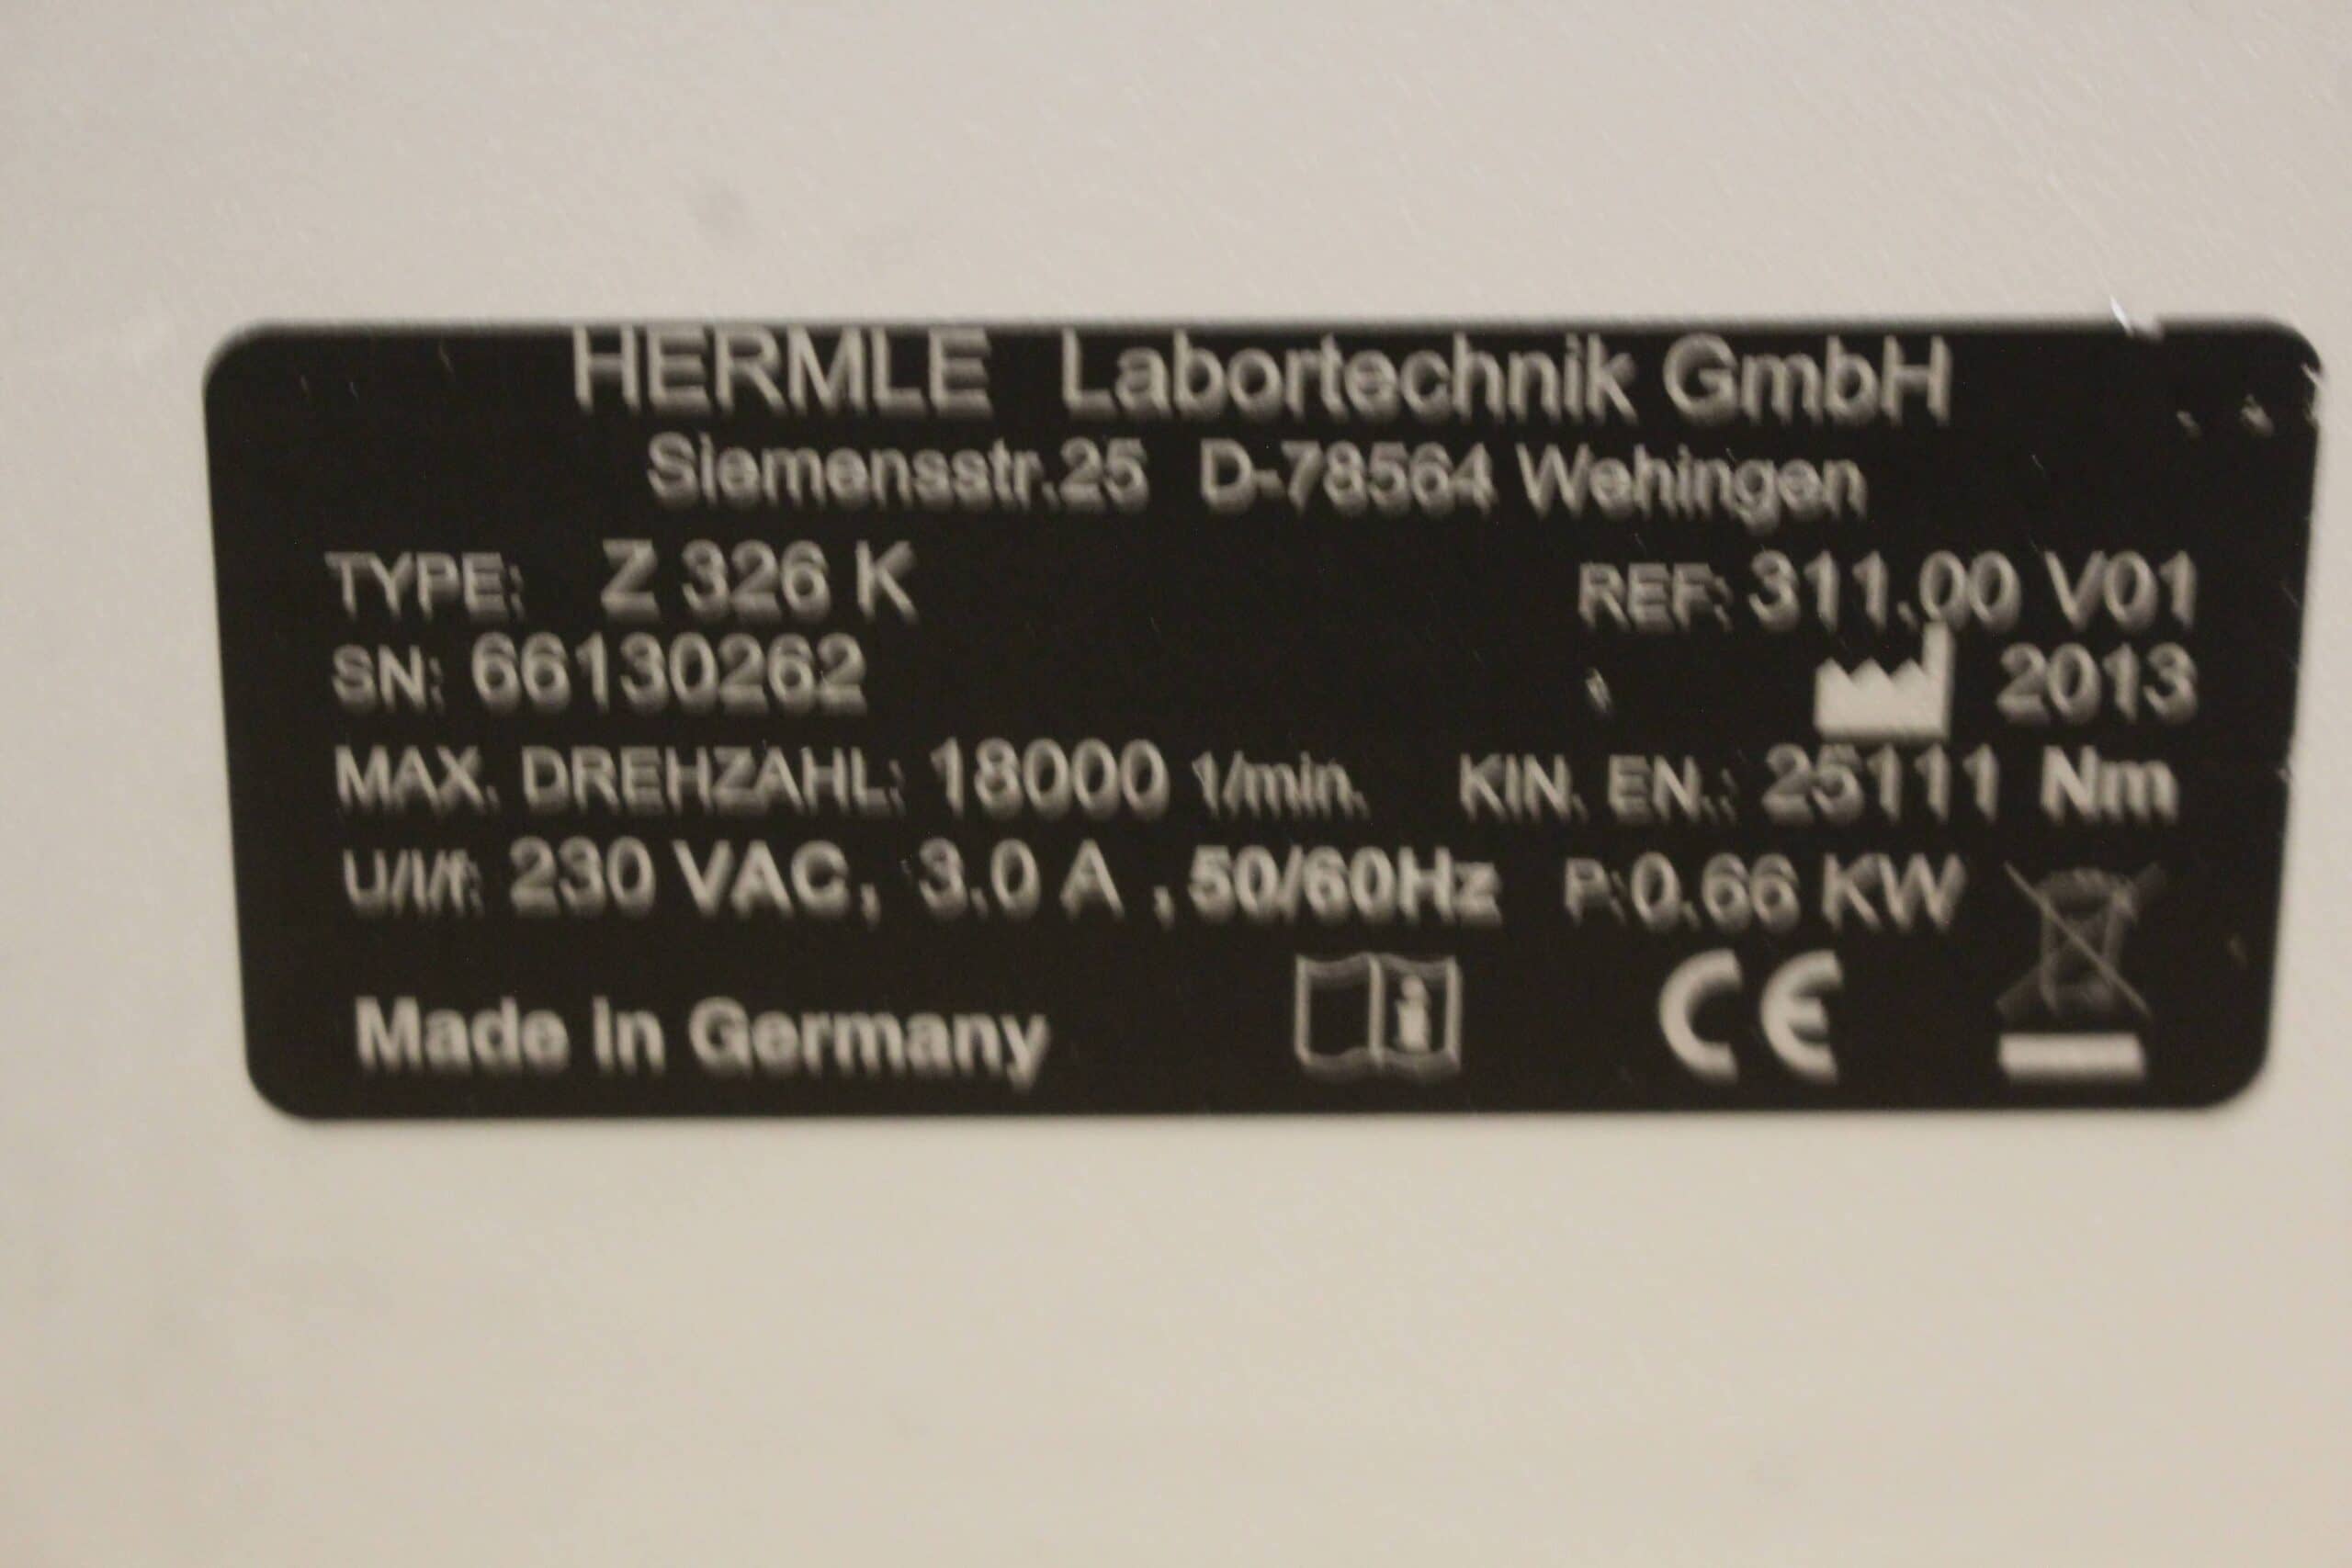 HERMLE Labortechnik GmbH
Siemensstr.25 D-78564 Wehingen
TYPE: Z 326 K REF: 311.00 V01
SN: 66130262 2013
MAX. DREHZAHL: 18000 1/min. KIN. EN.: 25111 Nm
U/I/f: 230 VAC, 3.0 A , 50/60Hz P:0.66 KW
Made in Germany i CE